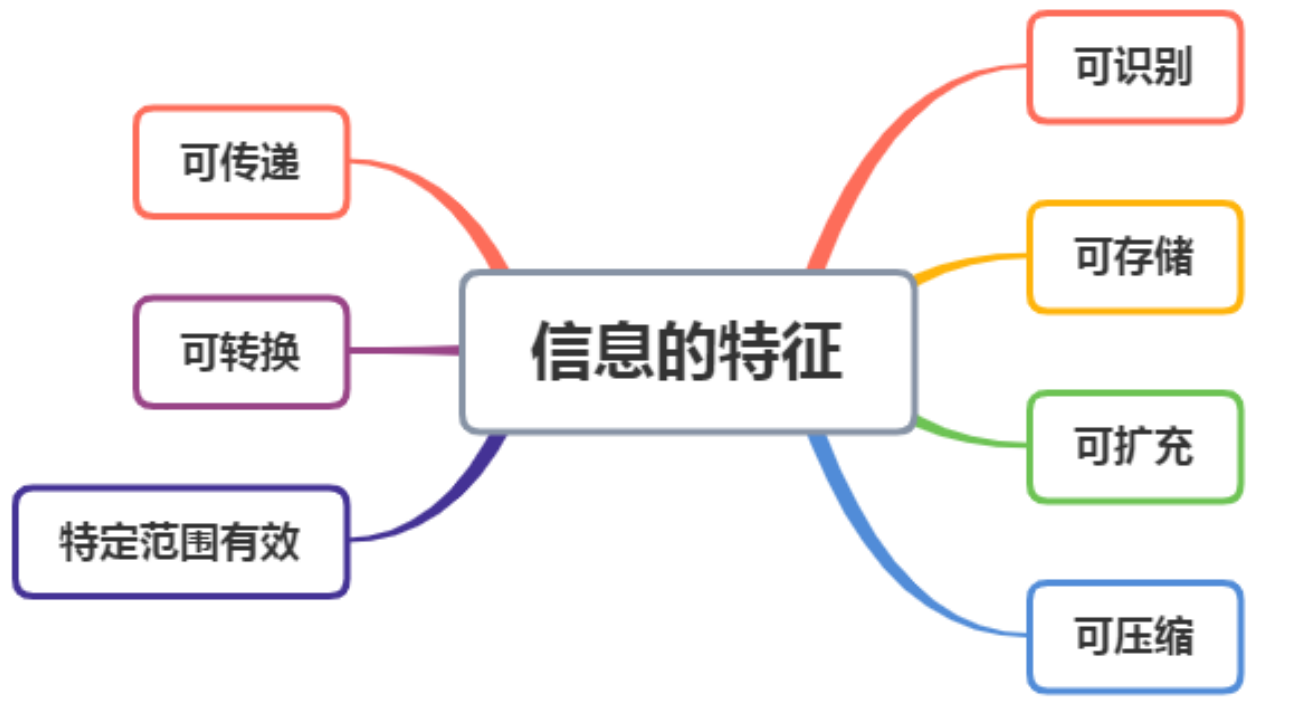 信息的特征
可识别
可存储
可扩充
可压缩
可传递
可转换
特定范围有效